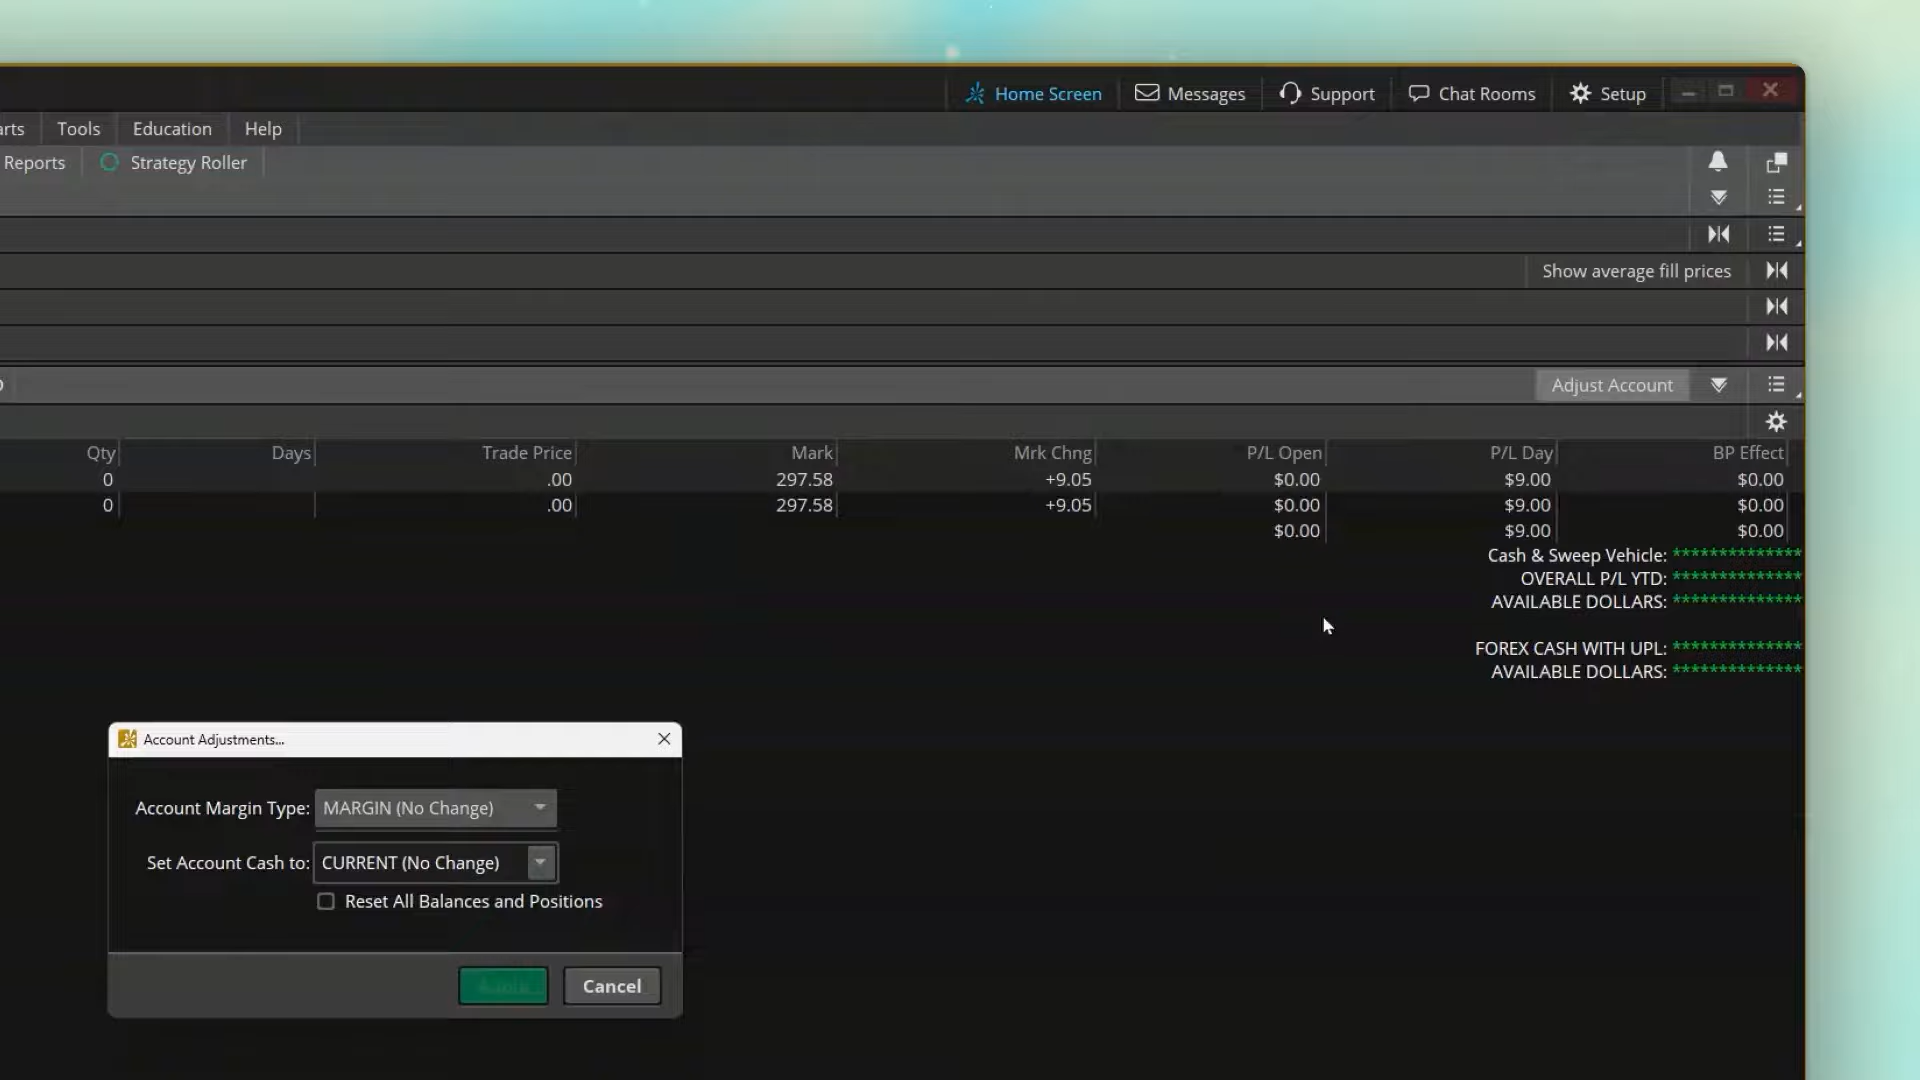 Home Screen Messages Support Chat Rooms Setup
arts Tools Education Help
Reports Strategy Roller
Show average fill prices
Adjust Account
Qty Days Trade Price Mark Mrk Chng P/L Open P/L Day BP Effect
0 .00 297.58 +9.05 $0.00 $9.00 $0.00
0 .00 297.58 +9.05 $0.00 $9.00 $0.00
$0.00 $9.00 $0.00
Cash & Sweep Vehicle: **************
OVERALL P/L YTD: **************
AVAILABLE DOLLARS: **************
FOREX CASH WITH UPL: **************
AVAILABLE DOLLARS: **************
Account Adjustments...
Account Margin Type: MARGIN (No Change)
Set Account Cash to: CURRENT (No Change)
Reset All Balances and Positions
Cancel